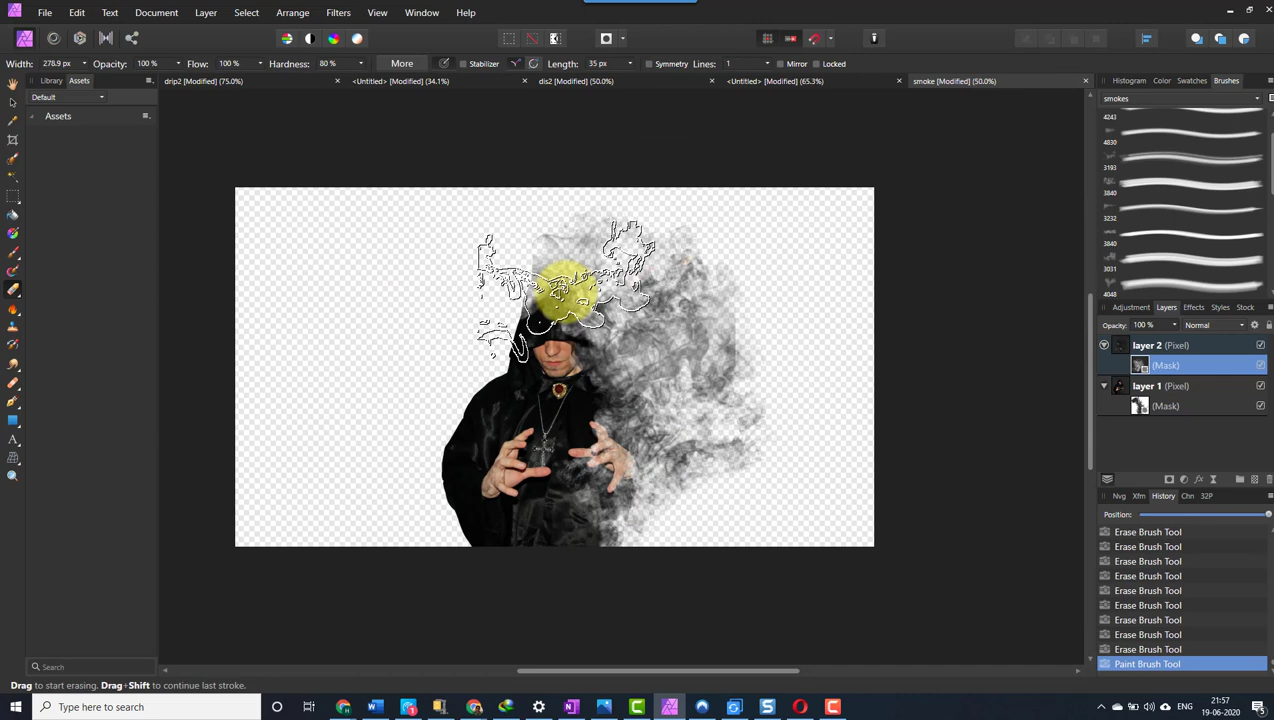 File Edit Text Document Layer Select Arrange Filters View Window Help
Width: 278.9 px Opacity: 100 % Flow: 100 % Hardness: 80 % More Stabilizer Length: 35 px Symmetry Lines: 1 Mirror Locked
Library Assets drip2 [Modified] (75.0%) <Untitled> [Modified] (34.1%) dis2 [Modified] (50.0%) <Untitled> [Modified] (65.3%) smoke [Modified] (50.0%) Histogram Color Swatches Brushes
Default smokes
Assets
4243
4830
3193
3840
3232
3840
3031
4048
Adjustment Layers Effects Styles Stock
Opacity: 100 % Normal
layer 2 (Pixel)
(Mask)
layer 1 (Pixel)
(Mask)
Nvg Xfm History Chn 32P
Position:
Erase Brush Tool
Erase Brush Tool
Erase Brush Tool
Erase Brush Tool
Erase Brush Tool
Erase Brush Tool
Erase Brush Tool
Erase Brush Tool
Erase Brush Tool
Paint Brush Tool
Search
Drag to start erasing. Drag+Shift to continue last stroke.
Type here to search
ENG
21:57
19-06-2020